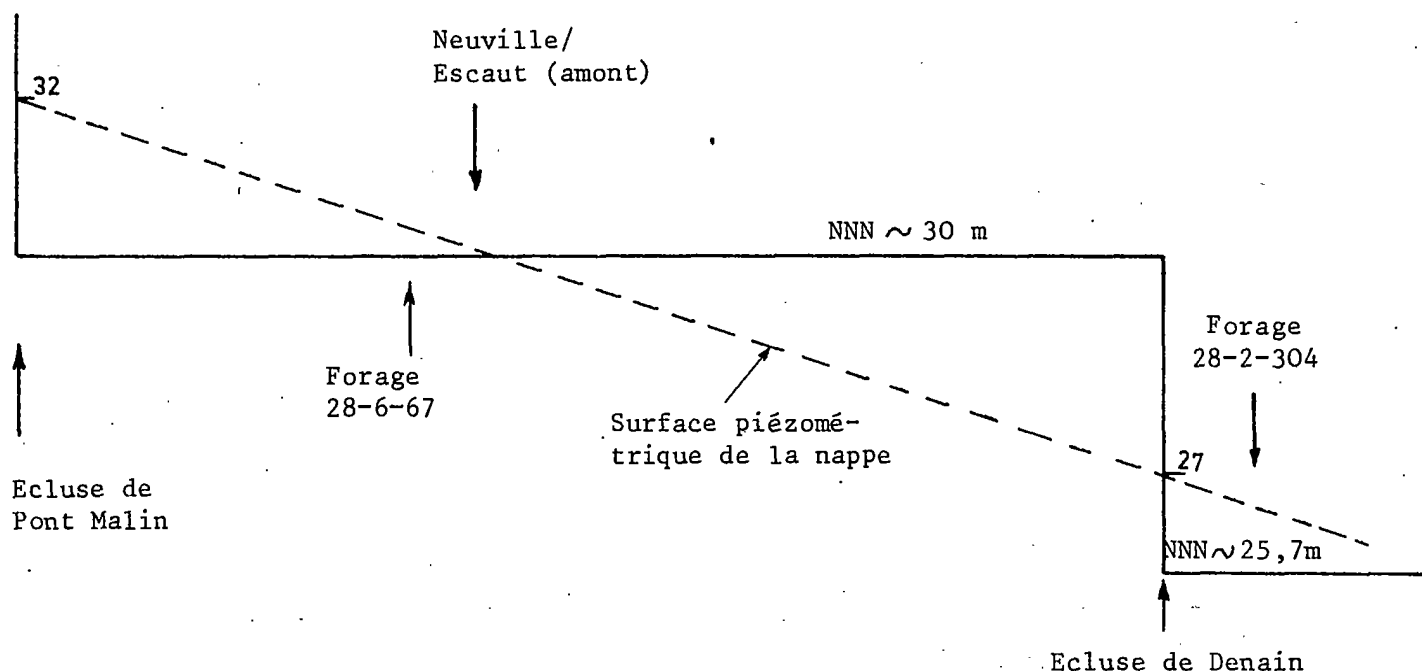 Neuville/
Escaut (amont)
32
NNN ~ 30 m
Forage
28-6-67
Forage
28-2-304
Surface piézomé-
trique de la nappe
27
Ecluse de
Pont Malin
NNN~25,7m
Ecluse de Denain